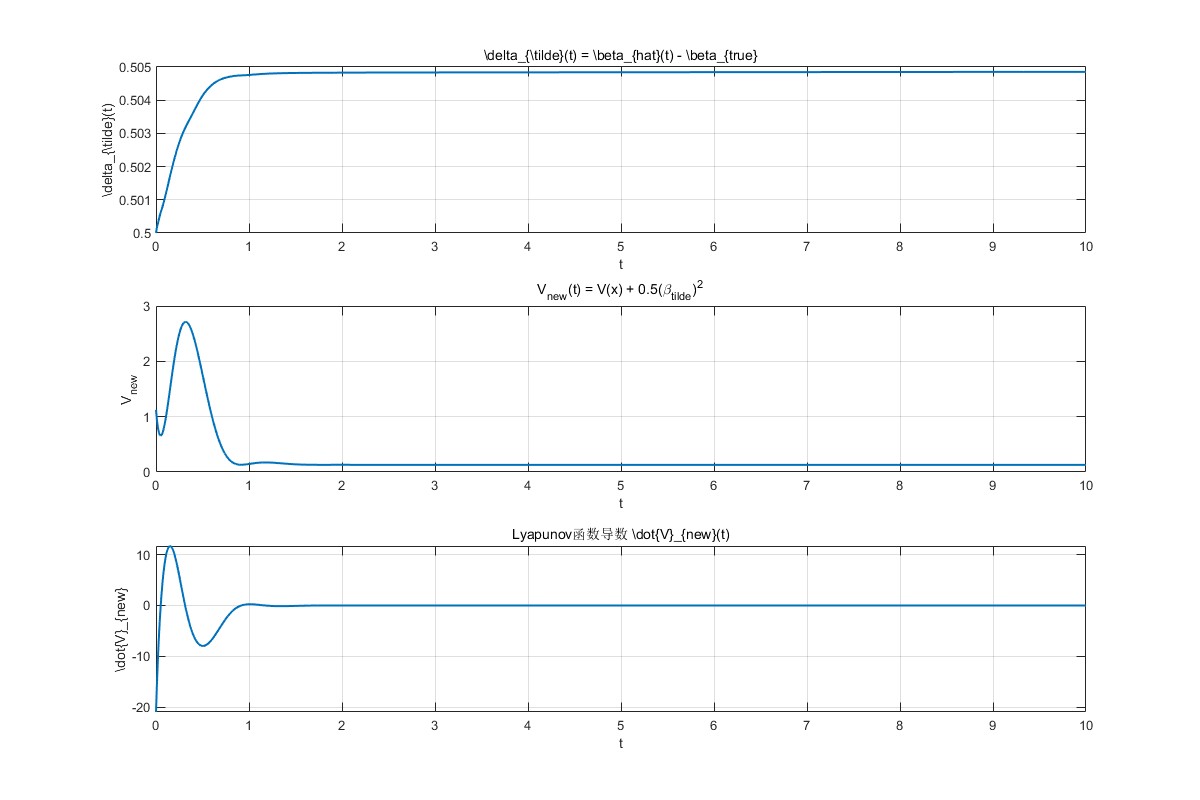 \delta_{\tilde}(t) = \beta_{hat}(t) - \beta_{true}
\delta_{\tilde}(t)
0.505
0.504
0.503
0.502
0.501
0.5
0 1 2 3 4 5 6 7 8 9 10
t
V_new(t) = V(x) + 0.5(β_tilde)^2
V_new
3
2
1
0
0 1 2 3 4 5 6 7 8 9 10
t
Lyapunov函数导数 \dot{V}_{new}(t)
\dot{V}_{new}
10
0
-10
-20
0 1 2 3 4 5 6 7 8 9 10
t